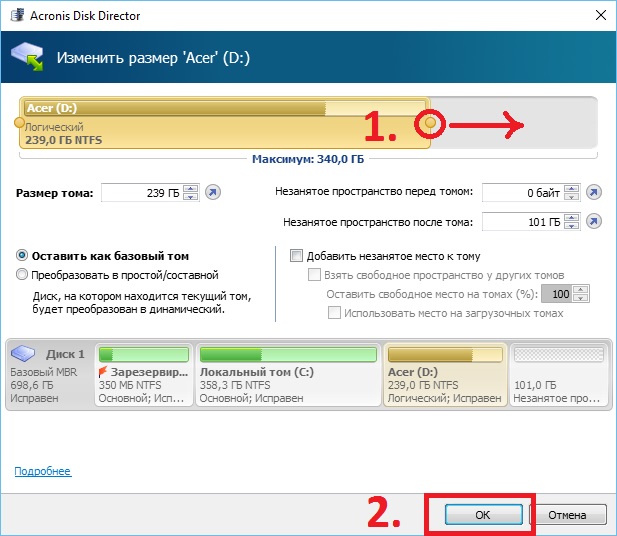 Acronis Disk Director
Изменить размер 'Acer' (D:)
Acer (D:)
Логический
239,0 ГБ NTFS
1.
Максимум: 340,0 ГБ
Размер тома: 239 ГБ
Незанятое пространство перед томом: 0 байт
Незанятое пространство после тома: 101 ГБ
Оставить как базовый том
Преобразовать в простой/составной
Диск, на котором находится текущий том,
будет преобразован в динамический.
Добавить незанятое место к тому
Взять свободное пространство у других томов
Оставить свободное место на томах (%): 100
Использовать место на загрузочных томах
Диск 1
Базовый MBR
698,6 ГБ
Исправен
Зарезервир...
350 МБ NTFS
Основной; Исп...
Локальный том (C:)
358,3 ГБ NTFS
Основной; Исправен
Acer (D:)
239,0 ГБ NTFS
Логический; Исправен
101,0 ГБ
Незанятое про...
Подробнее
2.
OK
Отмена